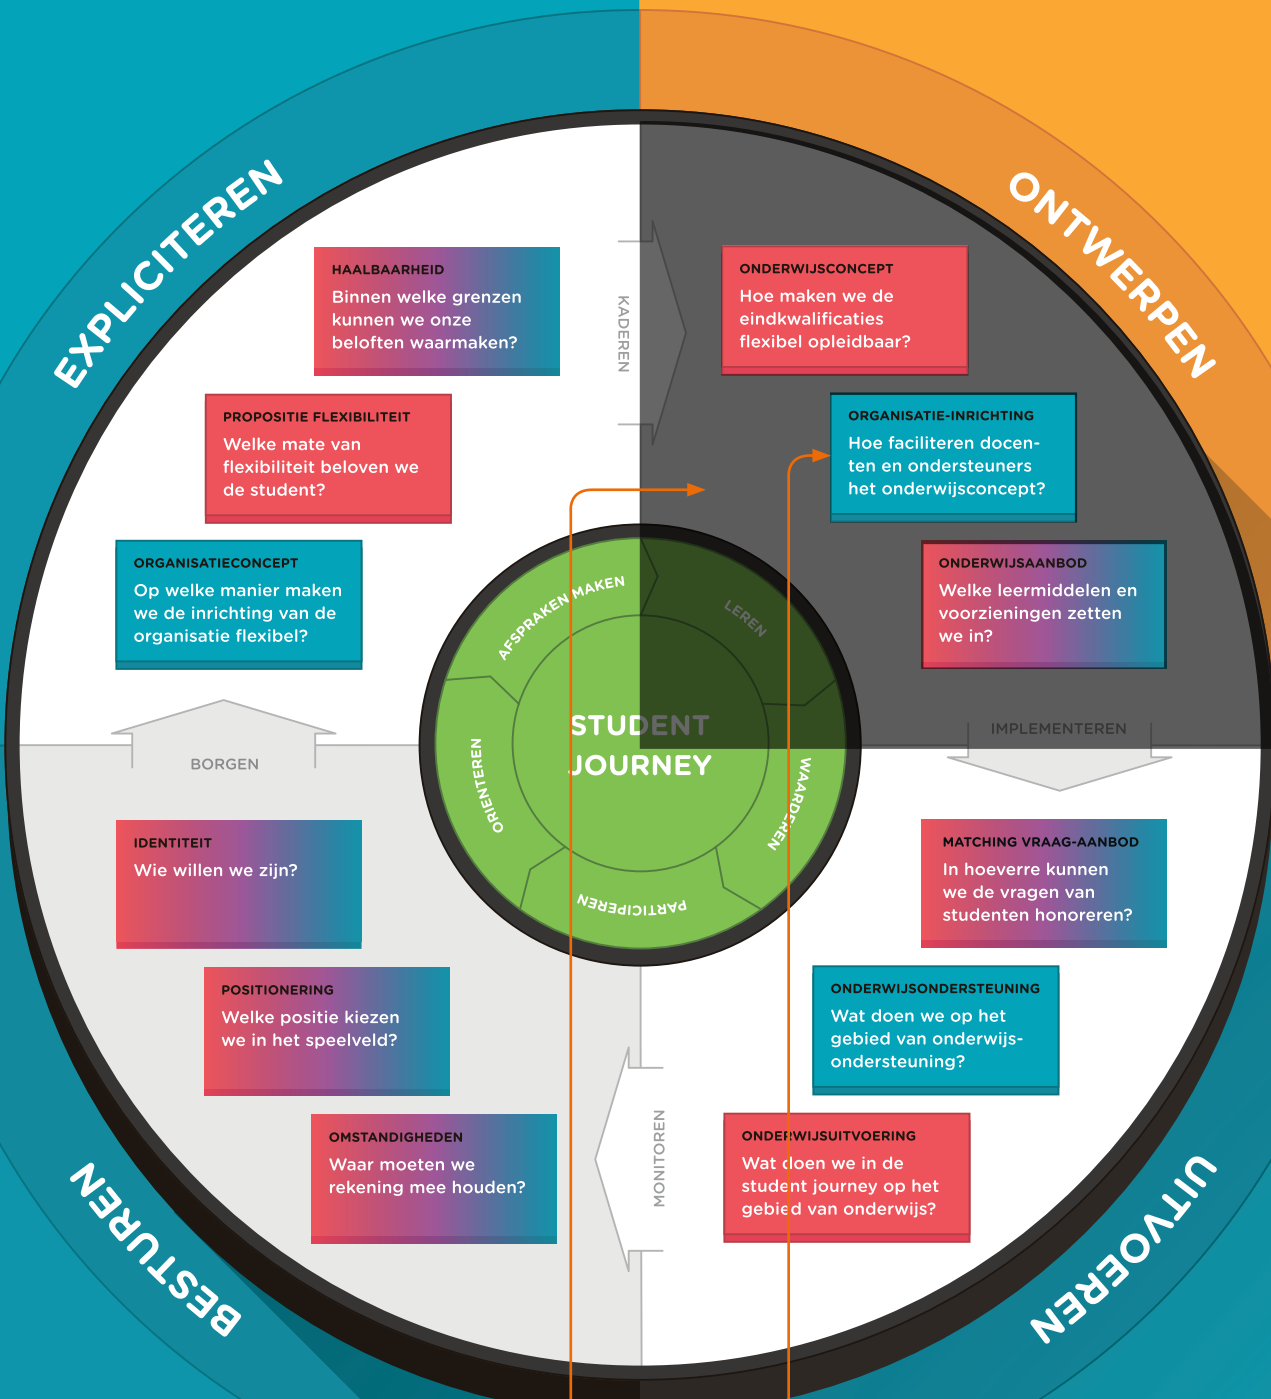 EXPLICITEREN
ONTWERPEN
HAALBAARHEID
Binnen welke grenzen
kunnen we onze
beloften waarmaken?
PROPOSITIE FLEXIBILITEIT
Welke mate van
flexibiliteit beloven we
de student?
ORGANISATIECONCEPT
Op welke manier maken
we de inrichting van de
organisatie flexibel?
KADEREN
ONDERWIJSCONCEPT
Hoe maken we de
eindkwalificaties
flexibel opleidbaar?
ORGANISATIE-INRICHTING
Hoe faciliteren docen-
ten en ondersteuners
het onderwijsconcept?
ONDERWIJSAANBOD
Welke leermiddelen en
voorzieningen zetten
we in?
AFSPRAKEN MAKEN
LEREN
STUDENT
JOURNEY
ORIENTEREN
WAARDEREN
PARTICIPEREN
BORGEN
IMPLEMENTEREN
IDENTITEIT
Wie willen we zijn?
POSITIONERING
Welke positie kiezen
we in het speelveld?
OMSTANDIGHEDEN
Waar moeten we
rekening mee houden?
MONITOREN
MATCHING VRAAG-AANBOD
In hoeverre kunnen
we de vragen van
studenten honoreren?
ONDERWIJSONDERSTEUNING
Wat doen we op het
gebied van onderwijs-
ondersteuning?
ONDERWIJSUITVOERING
Wat doen we in de
student journey op het
gebied van onderwijs?
BESTUREN
UITVOEREN